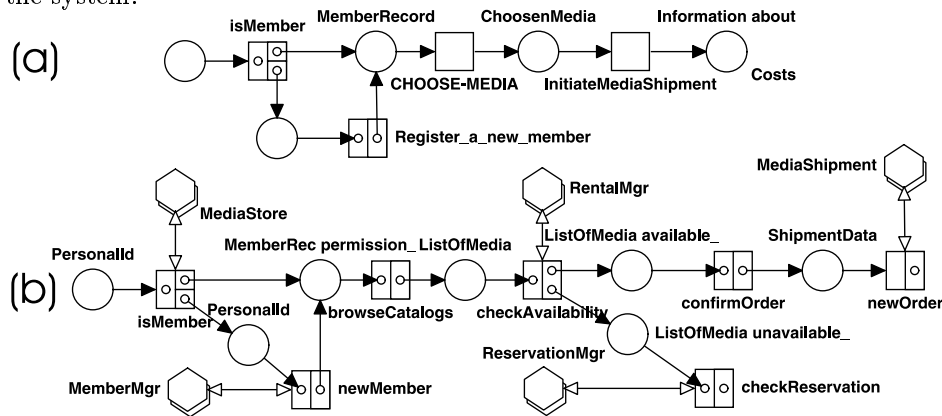 the system.
isMember
MemberRecord
ChoosenMedia
Information about
(a)
CHOOSE-MEDIA
InitiateMediaShipment
Costs
Register_a_new_member
MediaStore
RentalMgr
MediaShipment
PersonalId
MemberRec permission_
ListOfMedia
ListOfMedia available_
ShipmentData
(b)
isMember
PersonalId
browseCatalogs
checkAvailability
confirmOrder
newOrder
ListOfMedia unavailable_
MemberMgr
newMember
ReservationMgr
checkReservation